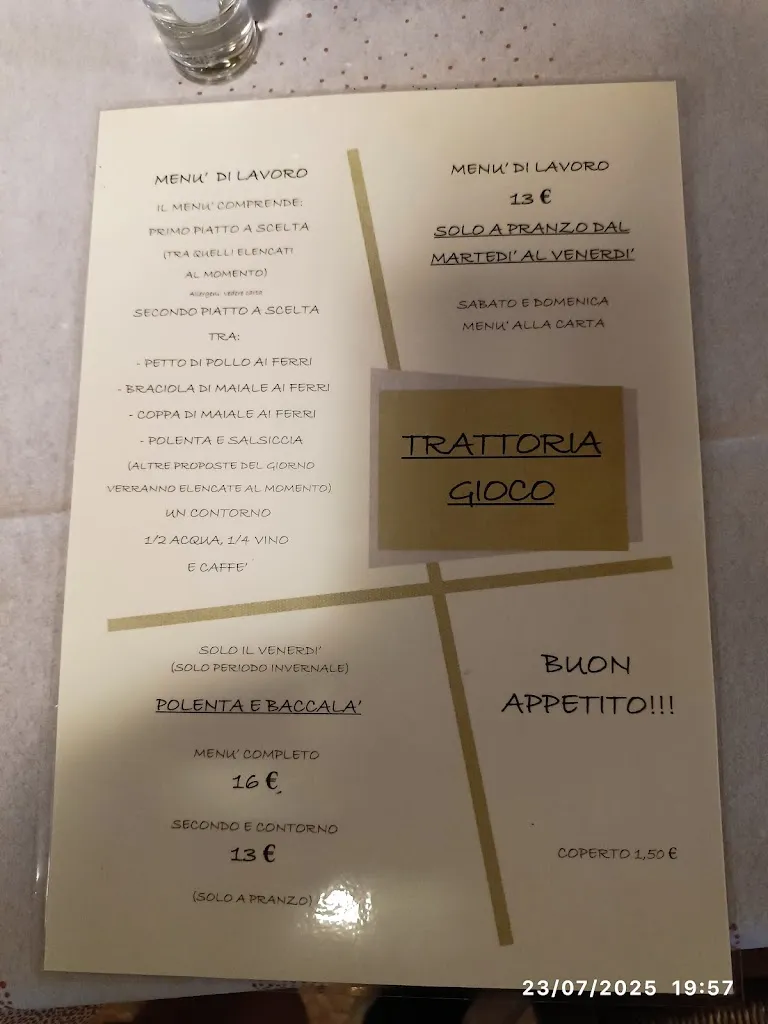 MENU' DI LAVORO
IL MENU' COMPRENDE:
PRIMO PIATTO A SCELTA
(TRA QUELLI ELENCATI
AL MOMENTO)
Allergeni vedere carta
SECONDO PIATTO A SCELTA
TRA:
- PETTO DI POLLO AI FERRI
- BRACIOLA DI MAIALE AI FERRI
- COPPA DI MAIALE AI FERRI
- POLENTA E SALSICCIA
(ALTRE PROPOSTE DEL GIORNO
VERRANNO ELENCATE AL MOMENTO)
UN CONTORNO
1/2 ACQUA, 1/4 VINO
E CAFFE'
MENU' DI LAVORO
13 €
SOLO A PRANZO DAL
MARTEDI' AL VENERDI'
SABATO E DOMENICA
MENU' ALLA CARTA
TRATTORIA
GIOCO
SOLO IL VENERDI'
(SOLO PERIODO INVERNALE)
POLENTA E BACCALA'
MENU' COMPLETO
16 €
SECONDO E CONTORNO
13 €
(SOLO A PRANZO)
BUON
APPETITO!!!
COPERTO 1,50 €
23/07/2025 19:57